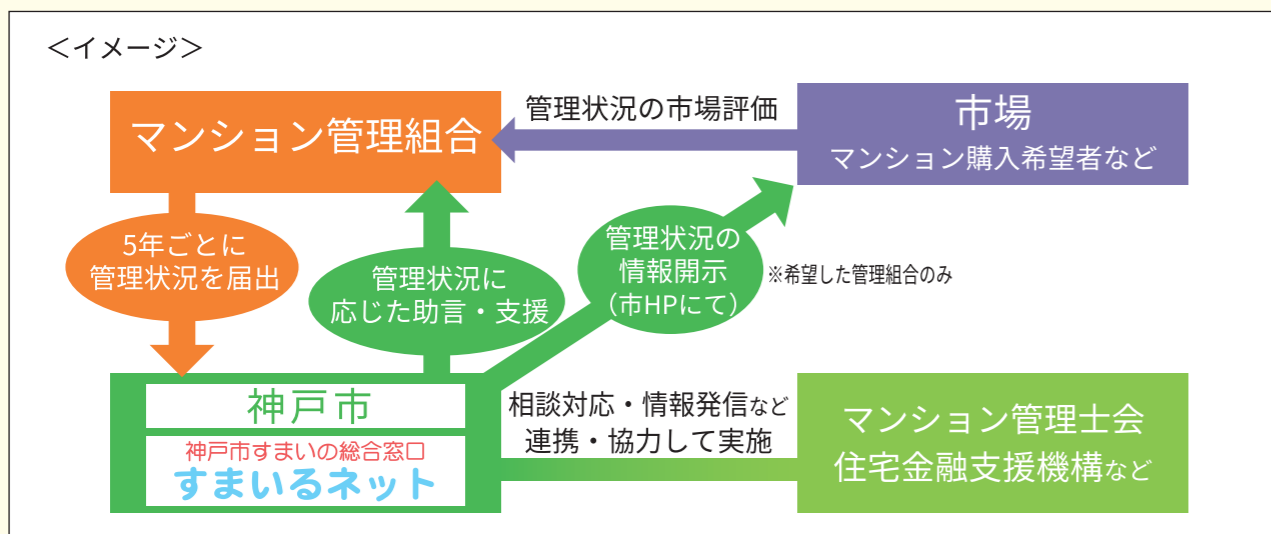 ＜イメージ＞
マンション管理組合
管理状況の市場評価
市場
マンション購入希望者など
5年ごとに
管理状況を届出
管理状況に
応じた助言・支援
管理状況の
情報開示
（市HPにて）
※希望した管理組合のみ
神戸市
神戸市すまいの総合窓口
すまいるネット
相談対応・情報発信など
連携・協力して実施
マンション管理士会
住宅金融支援機構など